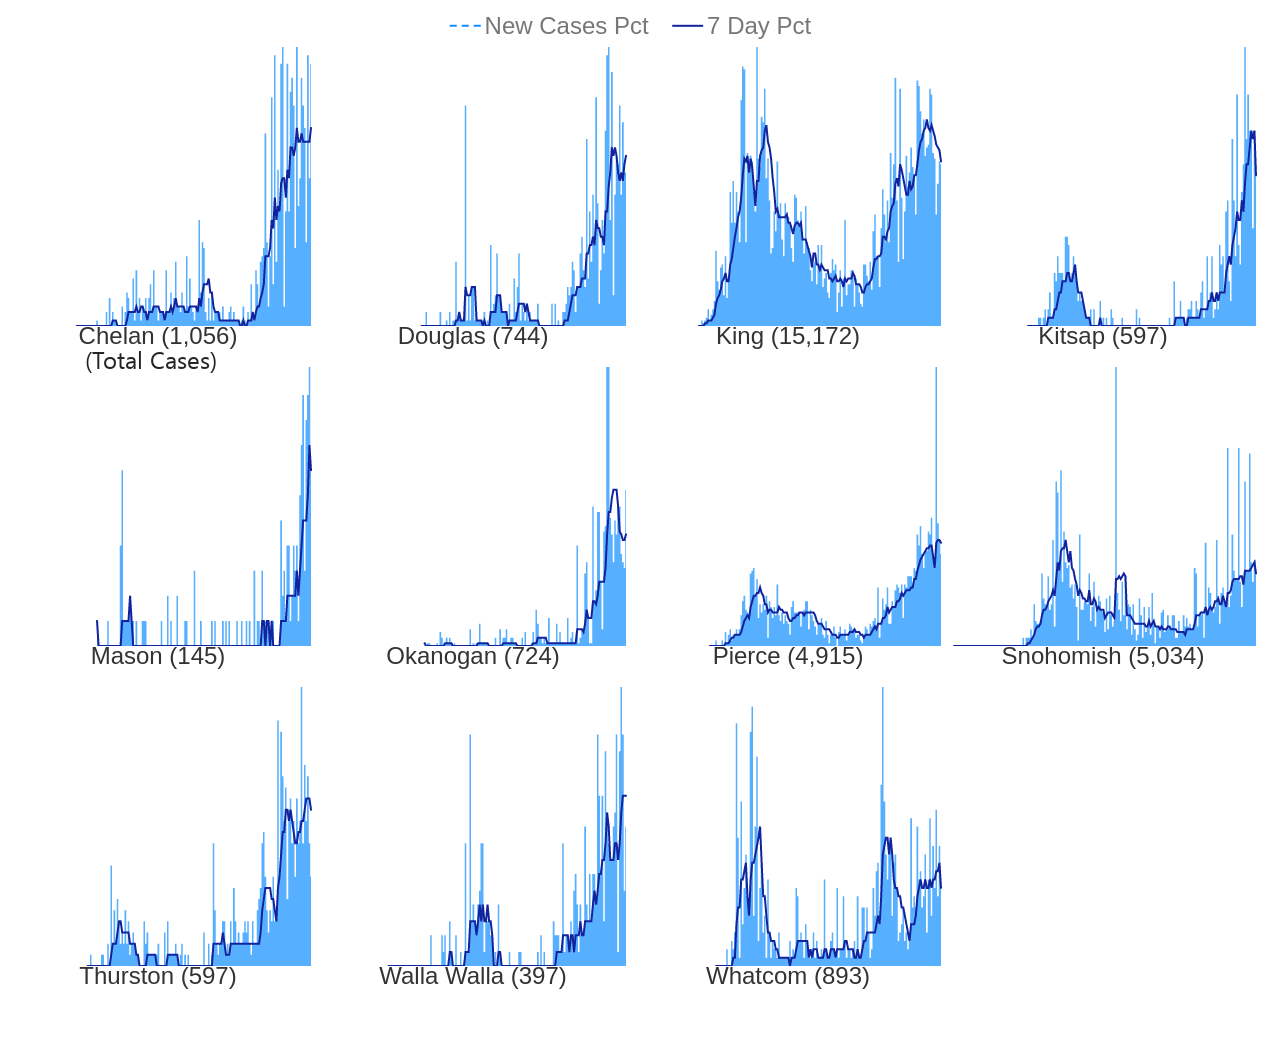 New Cases Pct 7 Day Pct
Chelan (1,056) Douglas (744) King (15,172) Kitsap (597)
(Total Cases)
Mason (145) Okanogan (724) Pierce (4,915) Snohomish (5,034)
Thurston (597) Walla Walla (397) Whatcom (893)